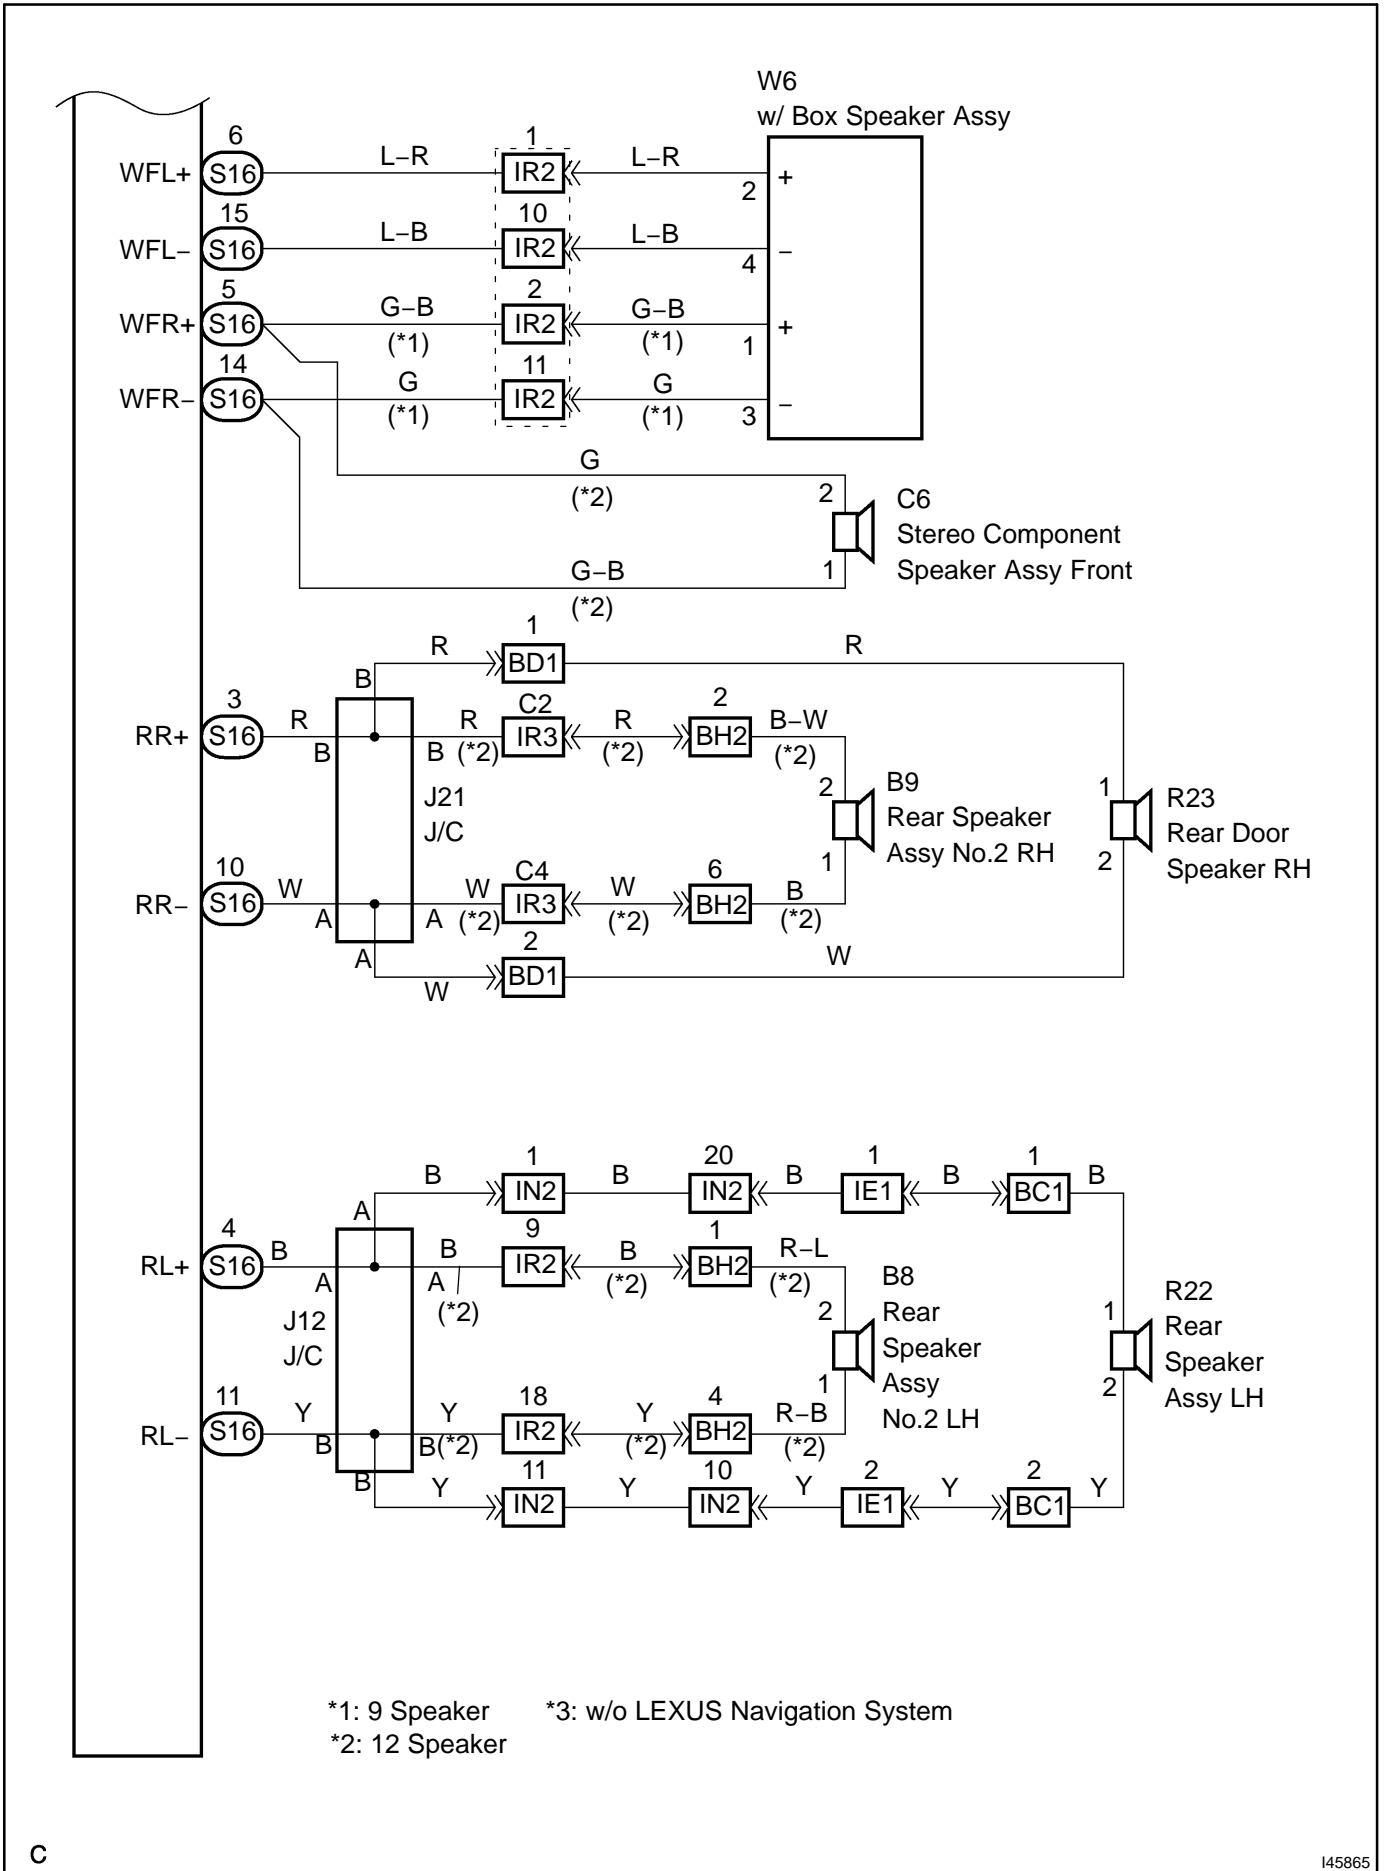 W6
w/ Box Speaker Assy
6 1
WFL+ S16 L–R IR2 L–R 2 +
15 10
WFL– S16 L–B IR2 L–B 4 –
5 2
WFR+ S16 G–B IR2 G–B 1 +
(*1) (*1)
14 11
WFR– S16 G IR2 G 3 –
(*1) (*1)
G
(*2)
2
C6
Stereo Component
Speaker Assy Front
1
G–B
(*2)
1
B R BD1 R
3 C2 2
RR+ S16 R B B R IR3 R BH2 B–W
(*2) (*2) (*2)
J21
J/C
2
B9
Rear Speaker
Assy No.2 RH
1
1
R23
Rear Door
Speaker RH
2
10 C4 6
RR– S16 W A A W IR3 W BH2 B
(*2) (*2) (*2)
2
A W BD1 W
1 20 1 1
A B IN2 B IN2 B IE1 B BC1 B
4 9 1
RL+ S16 B A A B IR2 B BH2 R–L
(*2) (*2) (*2)
J12
J/C
2
B8
Rear
Speaker
Assy
No.2 LH
1
1
R22
Rear
Speaker
Assy LH
2
11 18 4
RL– S16 Y B B Y IR2 Y BH2 R–B
(*2) (*2) (*2)
11 10 2 2
B Y IN2 Y IN2 Y IE1 Y BC1 Y
*1: 9 Speaker *3: w/o LEXUS Navigation System
*2: 12 Speaker
C
I45865